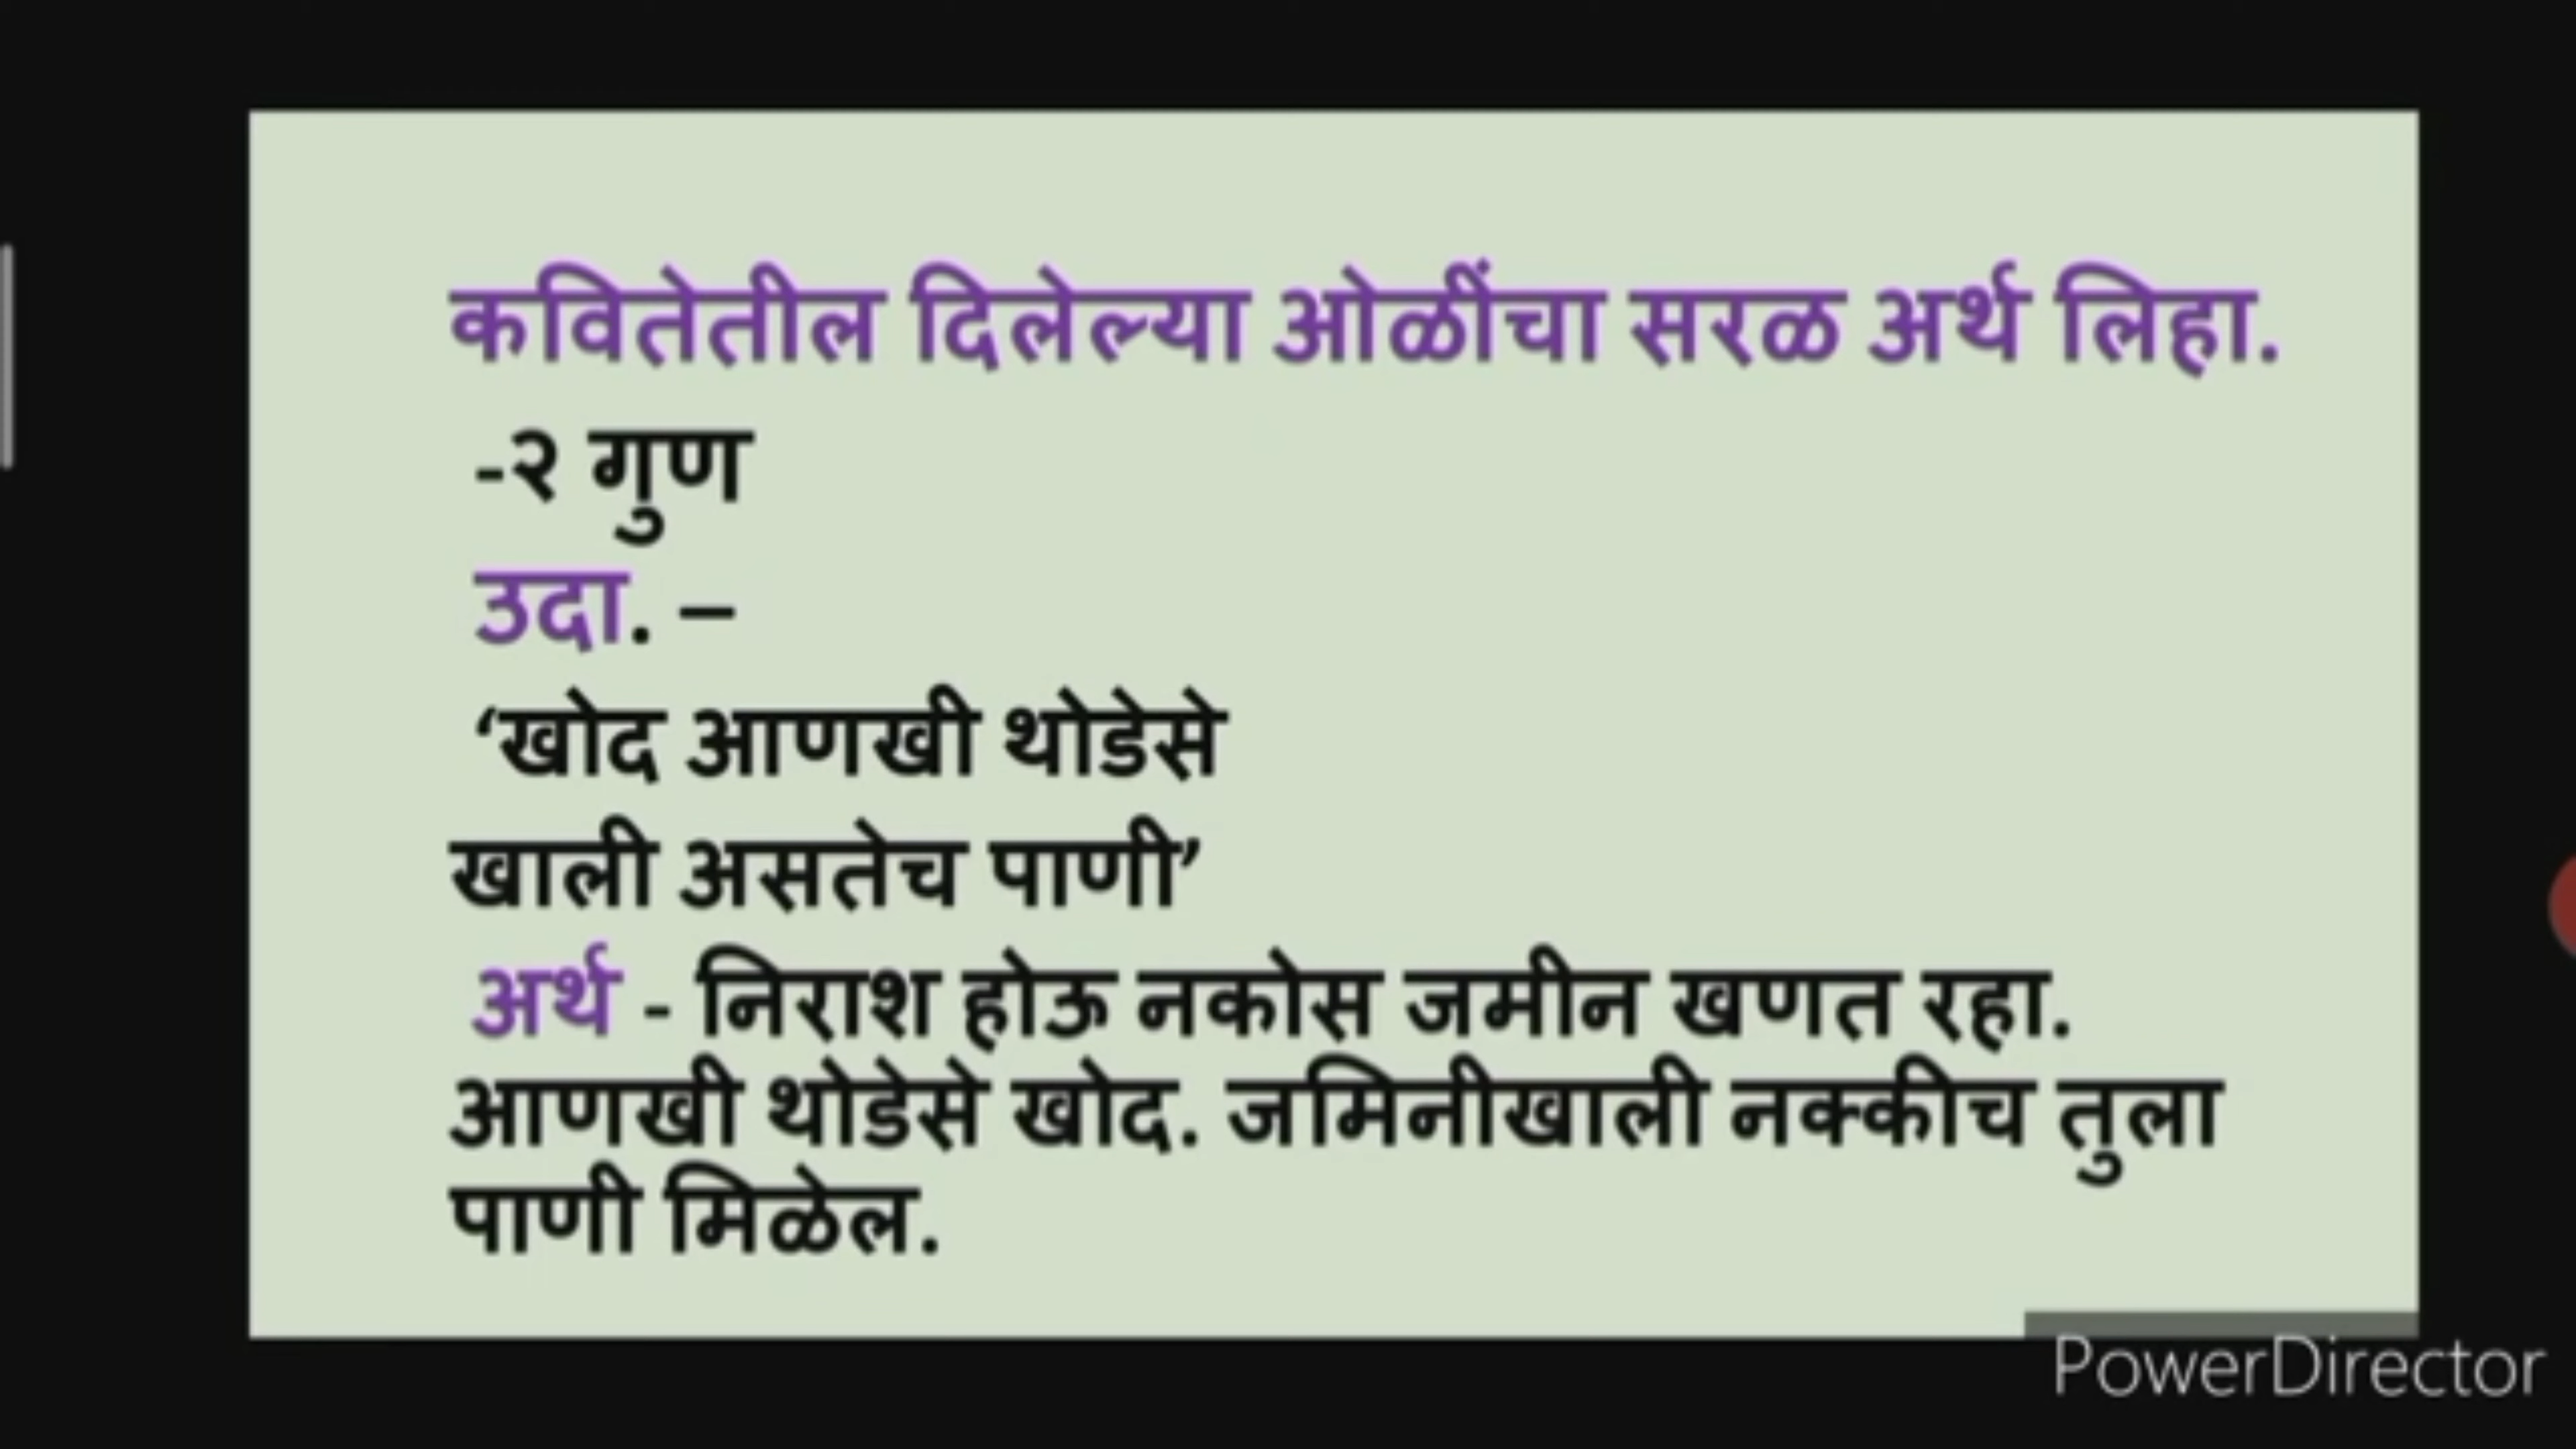 कवितेतील दिलेल्या ओळींचा सरळ अर्थ लिहा.
-२ गुण
उदा. –
‘खोद आणखी थोडेसे
खाली असतेच पाणी’
अर्थ - निराश होऊ नकोस जमीन खणत रहा.
आणखी थोडेसे खोद. जमिनीखाली नक्कीच तुला
पाणी मिळेल.
PowerDirector